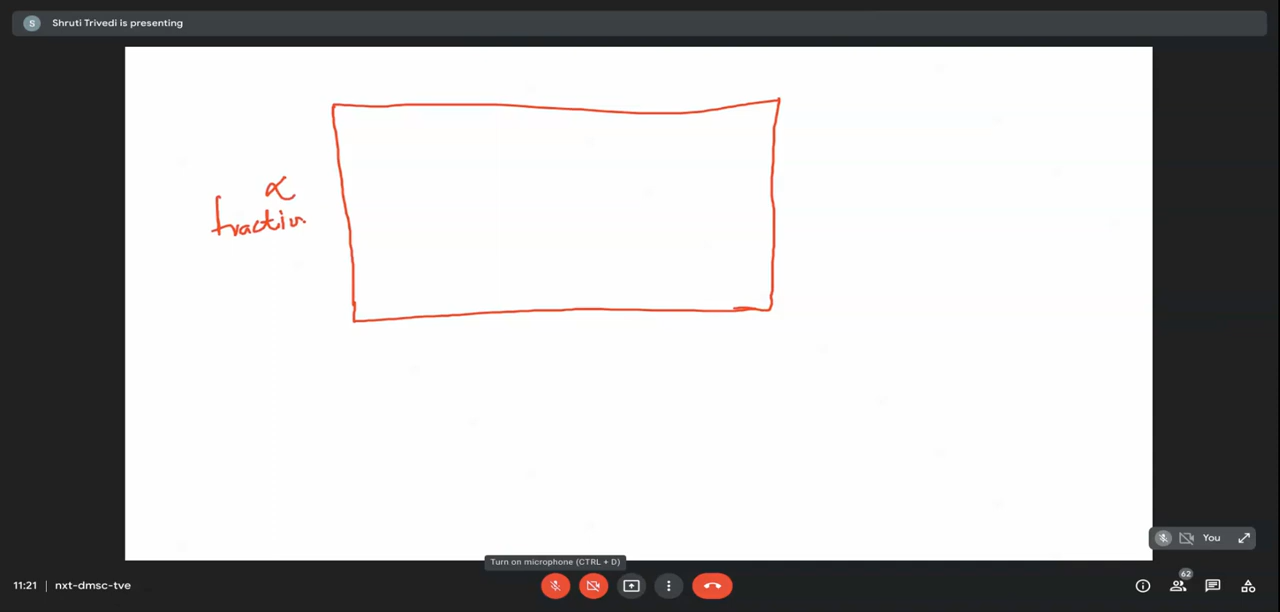 S Shruti Trivedi is presenting
∝
fraction
You
Turn on microphone (CTRL + D)
11:21 | nxt-dmsc-tve
62